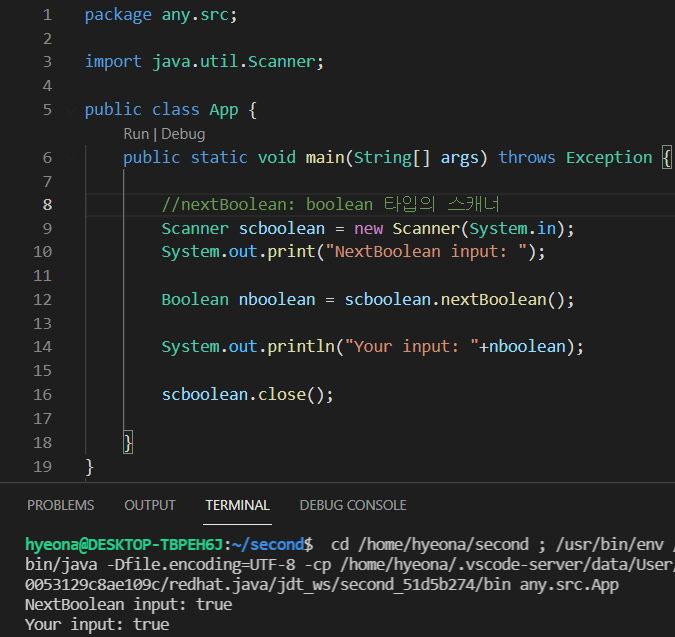 1 package any.src;
2
3 import java.util.Scanner;
4
5 public class App {
Run | Debug
6 public static void main(String[] args) throws Exception {
7
8 //nextBoolean: boolean 타입의 스캐너
9 Scanner scboolean = new Scanner(System.in);
10 System.out.print("NextBoolean input: ");
11
12 Boolean nboolean = scboolean.nextBoolean();
13
14 System.out.println("Your input: "+nboolean);
15
16 scboolean.close();
17
18 }
19 }
PROBLEMS OUTPUT TERMINAL DEBUG CONSOLE
hyeona@DESKTOP-TBPEH6J:~/second$ cd /home/hyeona/second ; /usr/bin/env /
bin/java -Dfile.encoding=UTF-8 -cp /home/hyeona/.vscode-server/data/User/
0053129c8ae109c/redhat.java/jdt_ws/second_51d5b274/bin any.src.App
NextBoolean input: true
Your input: true